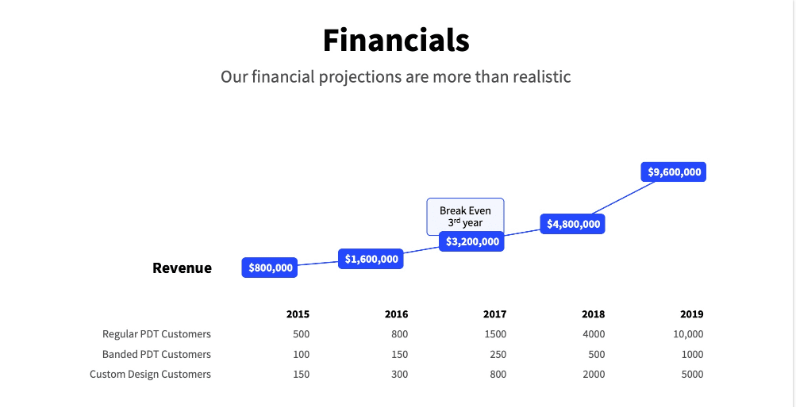 Financials
Our financial projections are more than realistic
$9,600,000
Break Even
3rd year
$4,800,000
$3,200,000
$1,600,000
Revenue $800,000
2015 2016 2017 2018 2019
Regular PDT Customers 500 800 1500 4000 10,000
Banded PDT Customers 100 150 250 500 1000
Custom Design Customers 150 300 800 2000 5000